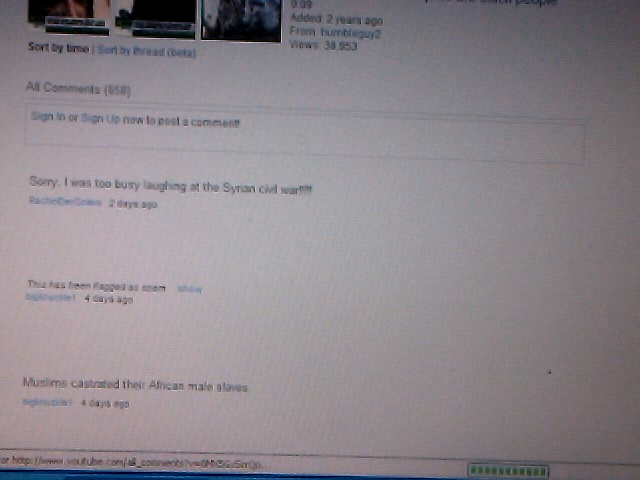 9:09
people
Added: 2 years ago
From: humbleguy2
Views: 38,953
Sort by time | Sort by thread (beta)
All Comments (658)
Sign In or Sign Up now to post a comment!
Sorry, I was too busy laughing at the Syrian civil war!!!!!
2 days ago
This has been flagged as spam show
4 days ago
Muslims castrated their African male slaves
4 days ago